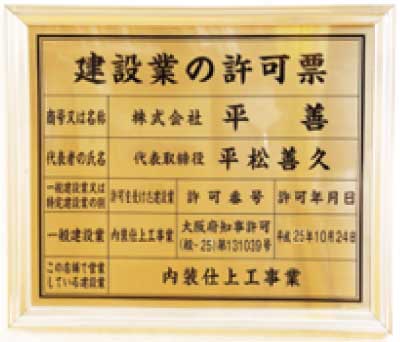 建設業の許可票
商号又は名称 株式会社 平 善
代表者の氏名 代表取締役 平松善久
一般建設業又は
特定建設業の別
許可を受けた建設業 許可番号 許可年月日
一般建設業 内装仕上工事業
大阪府知事許可
(般-25)第131039号
平成25年10月24日
この店舗で営業
している建設業
内装仕上工事業